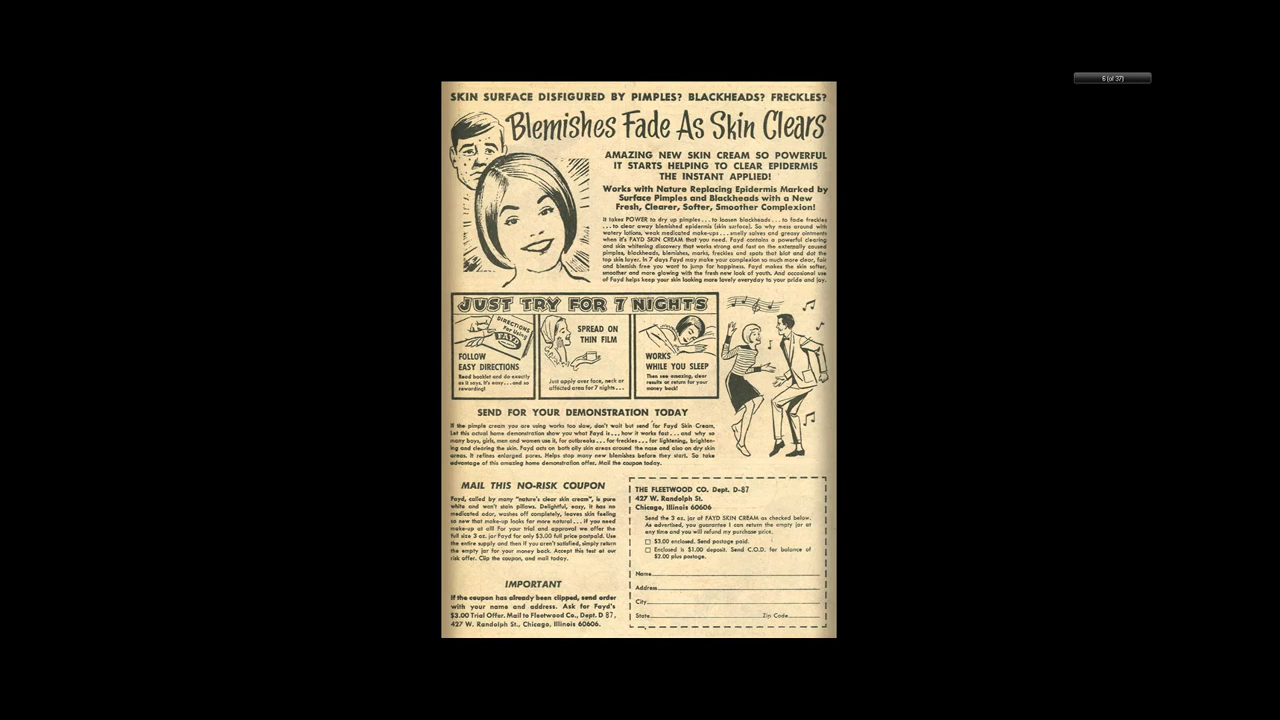 6 (of 37)
SKIN SURFACE DISFIGURED BY PIMPLES? BLACKHEADS? FRECKLES?
Blemishes Fade As Skin Clears
AMAZING NEW SKIN CREAM SO POWERFUL
IT STARTS HELPING TO CLEAR EPIDERMIS
THE INSTANT APPLIED!
Works with Nature Replacing Epidermis Marked by
Surface Pimples and Blackheads with a New
Fresh, Clearer, Softer, Smoother Complexion!
It takes POWER to dry up pimples . . . to loosen blackheads . . . to fade freckles
. . . to clear away blemished epidermis (skin surface). So why mess around with
watery lotions, weak medicated make-ups . . . smelly salves and greasy ointments
when it's FAYD SKIN CREAM that you need. Fayd contains a powerful clearing
and skin whitening discovery that works strong and fast on the externally caused
pimples, blackheads, blemishes, marks, freckles and spots that blot and dot the
top skin layer. In 7 days Fayd may make your complexion so much more clear, fair
and blemish free you want to jump for happiness. Fayd makes the skin softer,
smoother and more glowing with the fresh new look of youth. And occasional use
of Fayd helps keep your skin looking more lovely everyday to your pride and joy.
JUST TRY FOR 7 NIGHTS
DIRECTIONS
For Using
FAYD
FOLLOW
EASY DIRECTIONS
Read booklet and do exactly
as it says. It's easy . . . and so
rewarding!
SPREAD ON
THIN FILM
Just apply over face, neck or
affected area for 7 nights . . .
WORKS
WHILE YOU SLEEP
Then see amazing, clear
results or return for your
money back!
SEND FOR YOUR DEMONSTRATION TODAY
If the pimple cream you are using works too slow, don't wait but send for Fayd Skin Cream.
Let this actual home demonstration show you what Fayd is . . . how it works fast . . . and why so
many boys, girls, men and women use it, for outbreaks . . . for freckles . . . for lightening, brighten-
ing and clearing the skin. Fayd acts on both oily skin areas around the nose and also on dry skin
areas. It refines enlarged pores. Helps stop many new blemishes before they start. So take
advantage of this amazing home demonstration offer. Mail the coupon today.
MAIL THIS NO-RISK COUPON
Fayd, called by many "nature's clear skin cream", is pure
white and won't stain pillows. Delightful, easy, it has no
medicated odor, washes off completely, leaves skin feeling
so new that make-up looks far more natural . . . if you need
make-up at all! For your trial and approval we offer the
full size 3 oz. jar Fayd for only $3.00 full price postpaid. Use
the entire supply and then if you aren't satisfied, simply return
the empty jar for your money back. Accept this test at our
risk offer. Clip the coupon, and mail today.
IMPORTANT
If the coupon has already been clipped, send order
with your name and address. Ask for Fayd's
$3.00 Trial Offer. Mail to Fleetwood Co., Dept. D 87,
427 W. Randolph St., Chicago, Illinois 60606.
THE FLEETWOOD CO. Dept. D-87
427 W. Randolph St.
Chicago, Illinois 60606
Send the 3 oz. jar of FAYD SKIN CREAM as checked below.
As advertised, you guarantee I can return the empty jar at
any time and you will refund my purchase price.
$3.00 enclosed. Send postage paid.
Enclosed is $1.00 deposit. Send C.O.D. for balance of
$2.00 plus postage.
Name
Address
City
State Zip Code